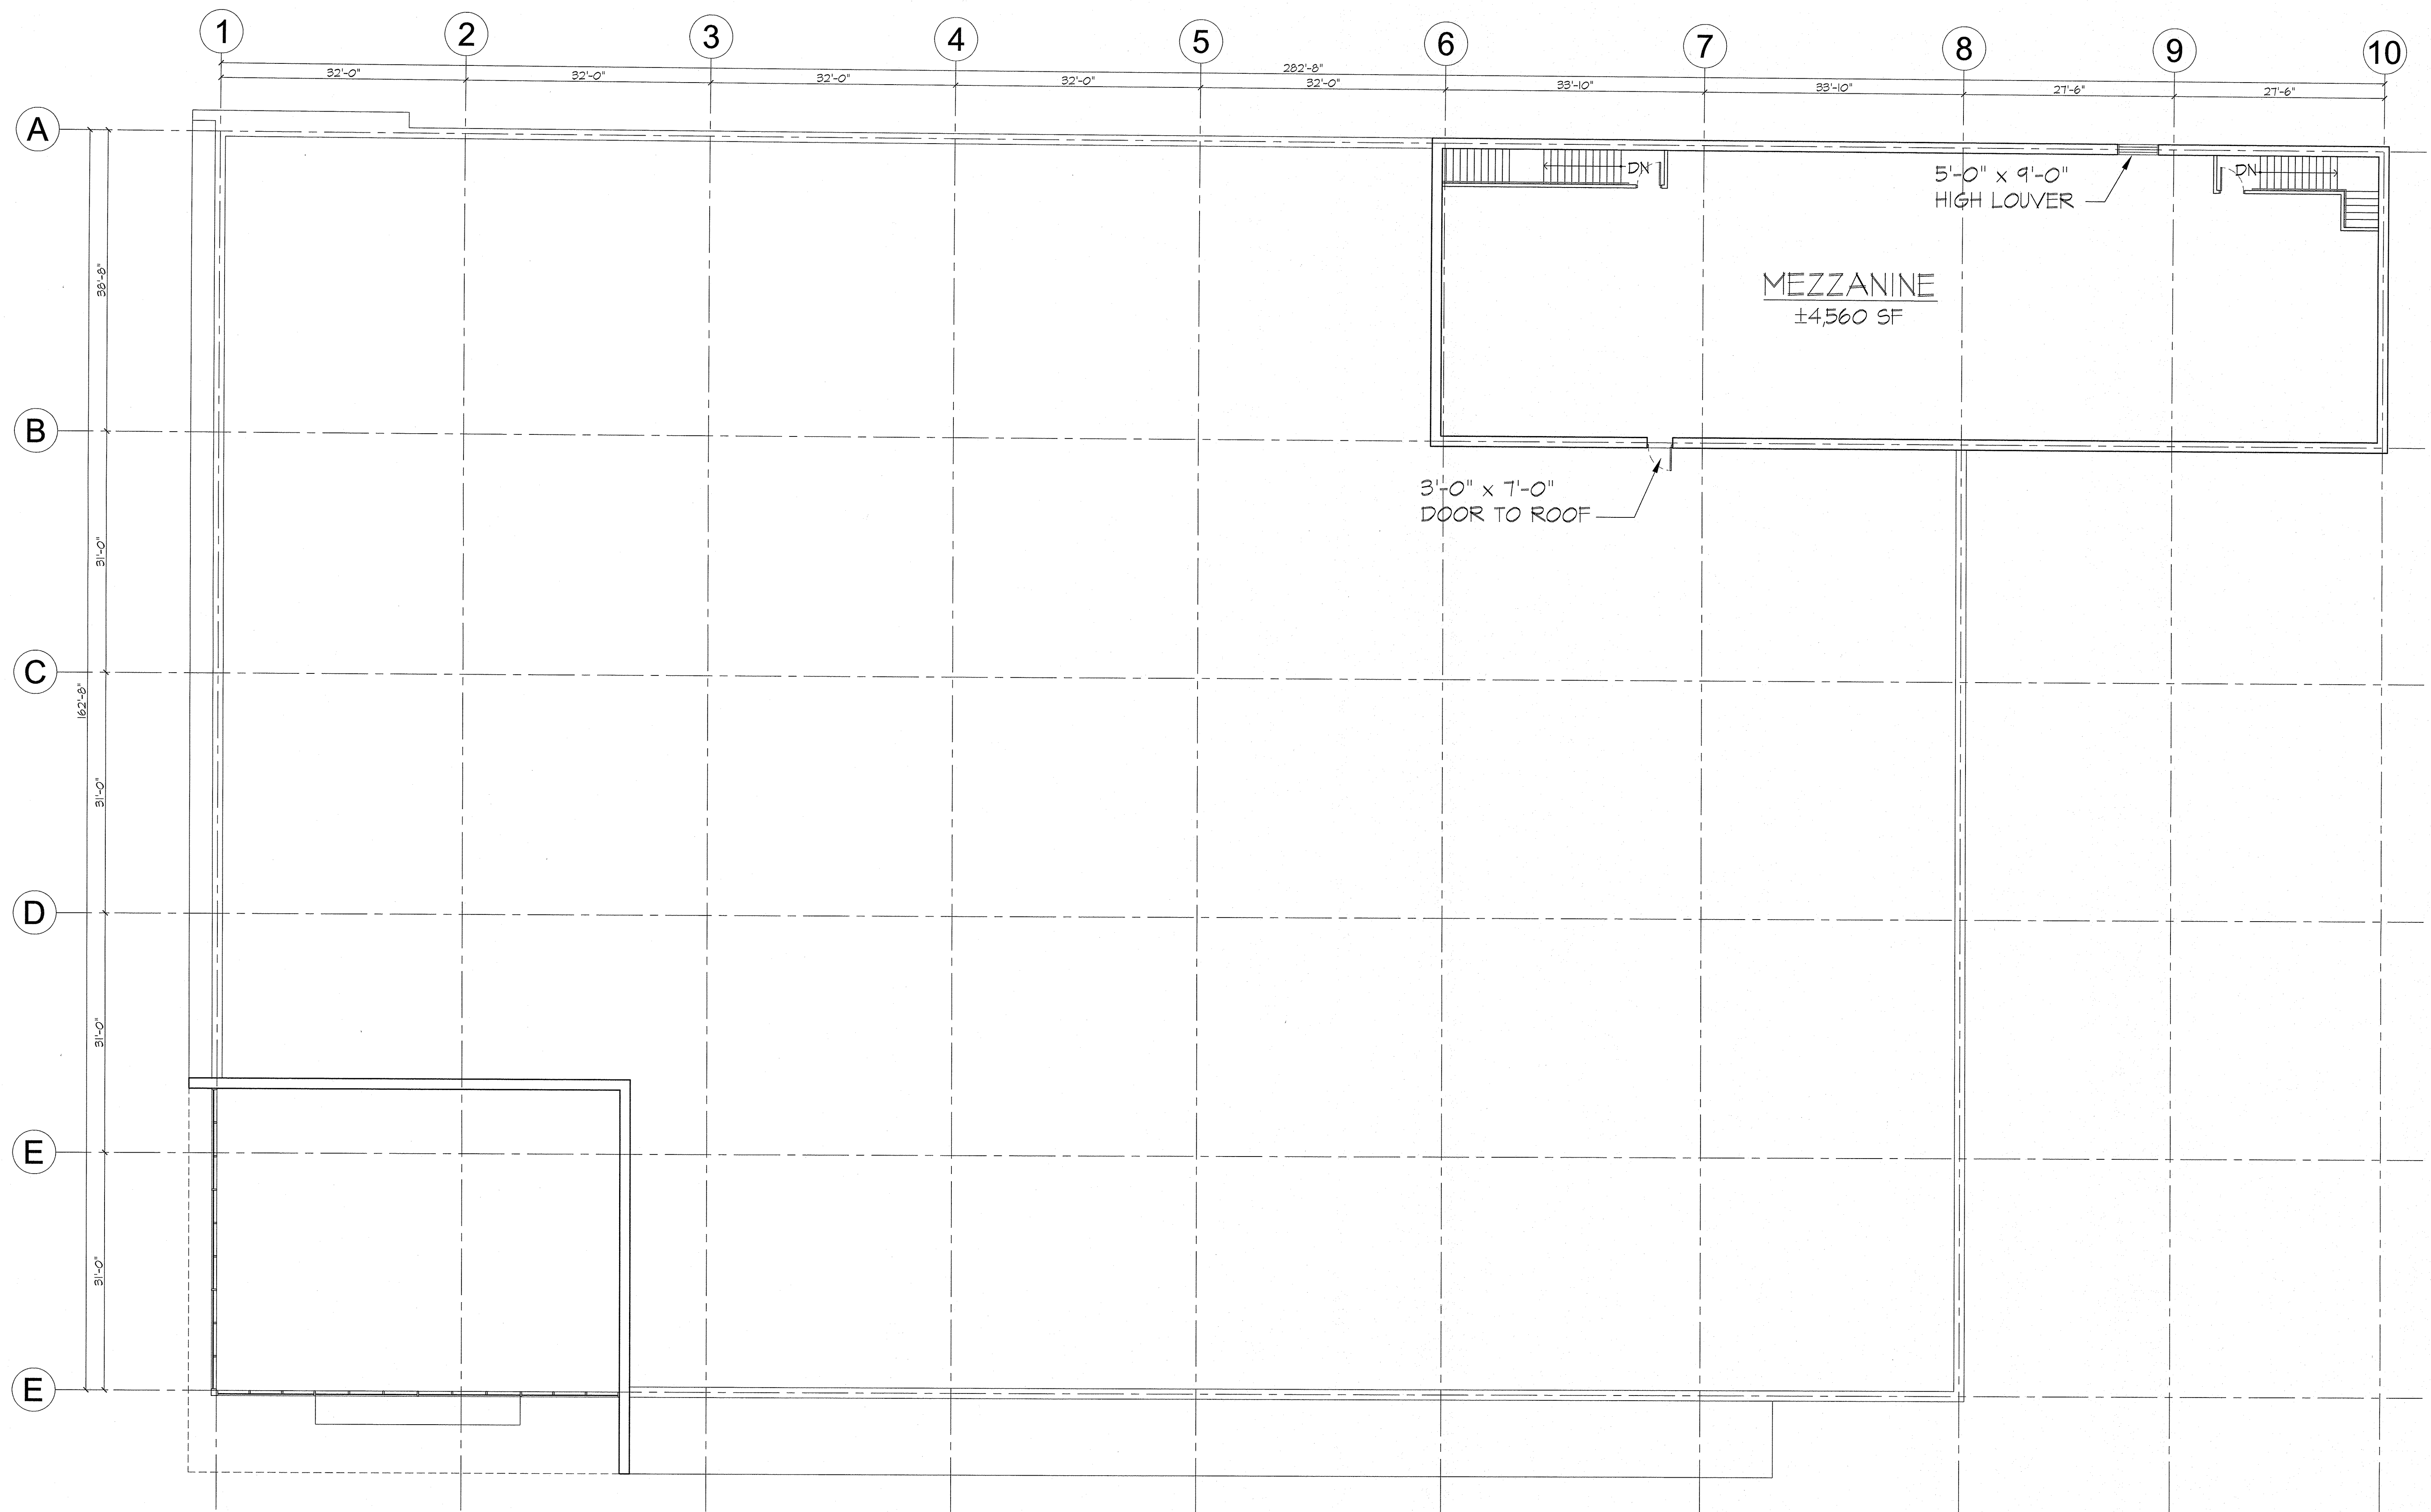 1 2 3 4 5 6 7 8 9 10
282'-8"
32'-0" 32'-0" 32'-0" 32'-0" 32'-0" 33'-10" 33'-10" 27'-6" 27'-6"
A
DN
DN
5'-0" x 9'-0"
HIGH LOUVER
38'-8"
MEZZANINE
±4,560 SF
B
3'-0" x 7'-0"
DOOR TO ROOF
31'-0"
C
162'-8"
31'-0"
D
31'-0"
E
31'-0"
E